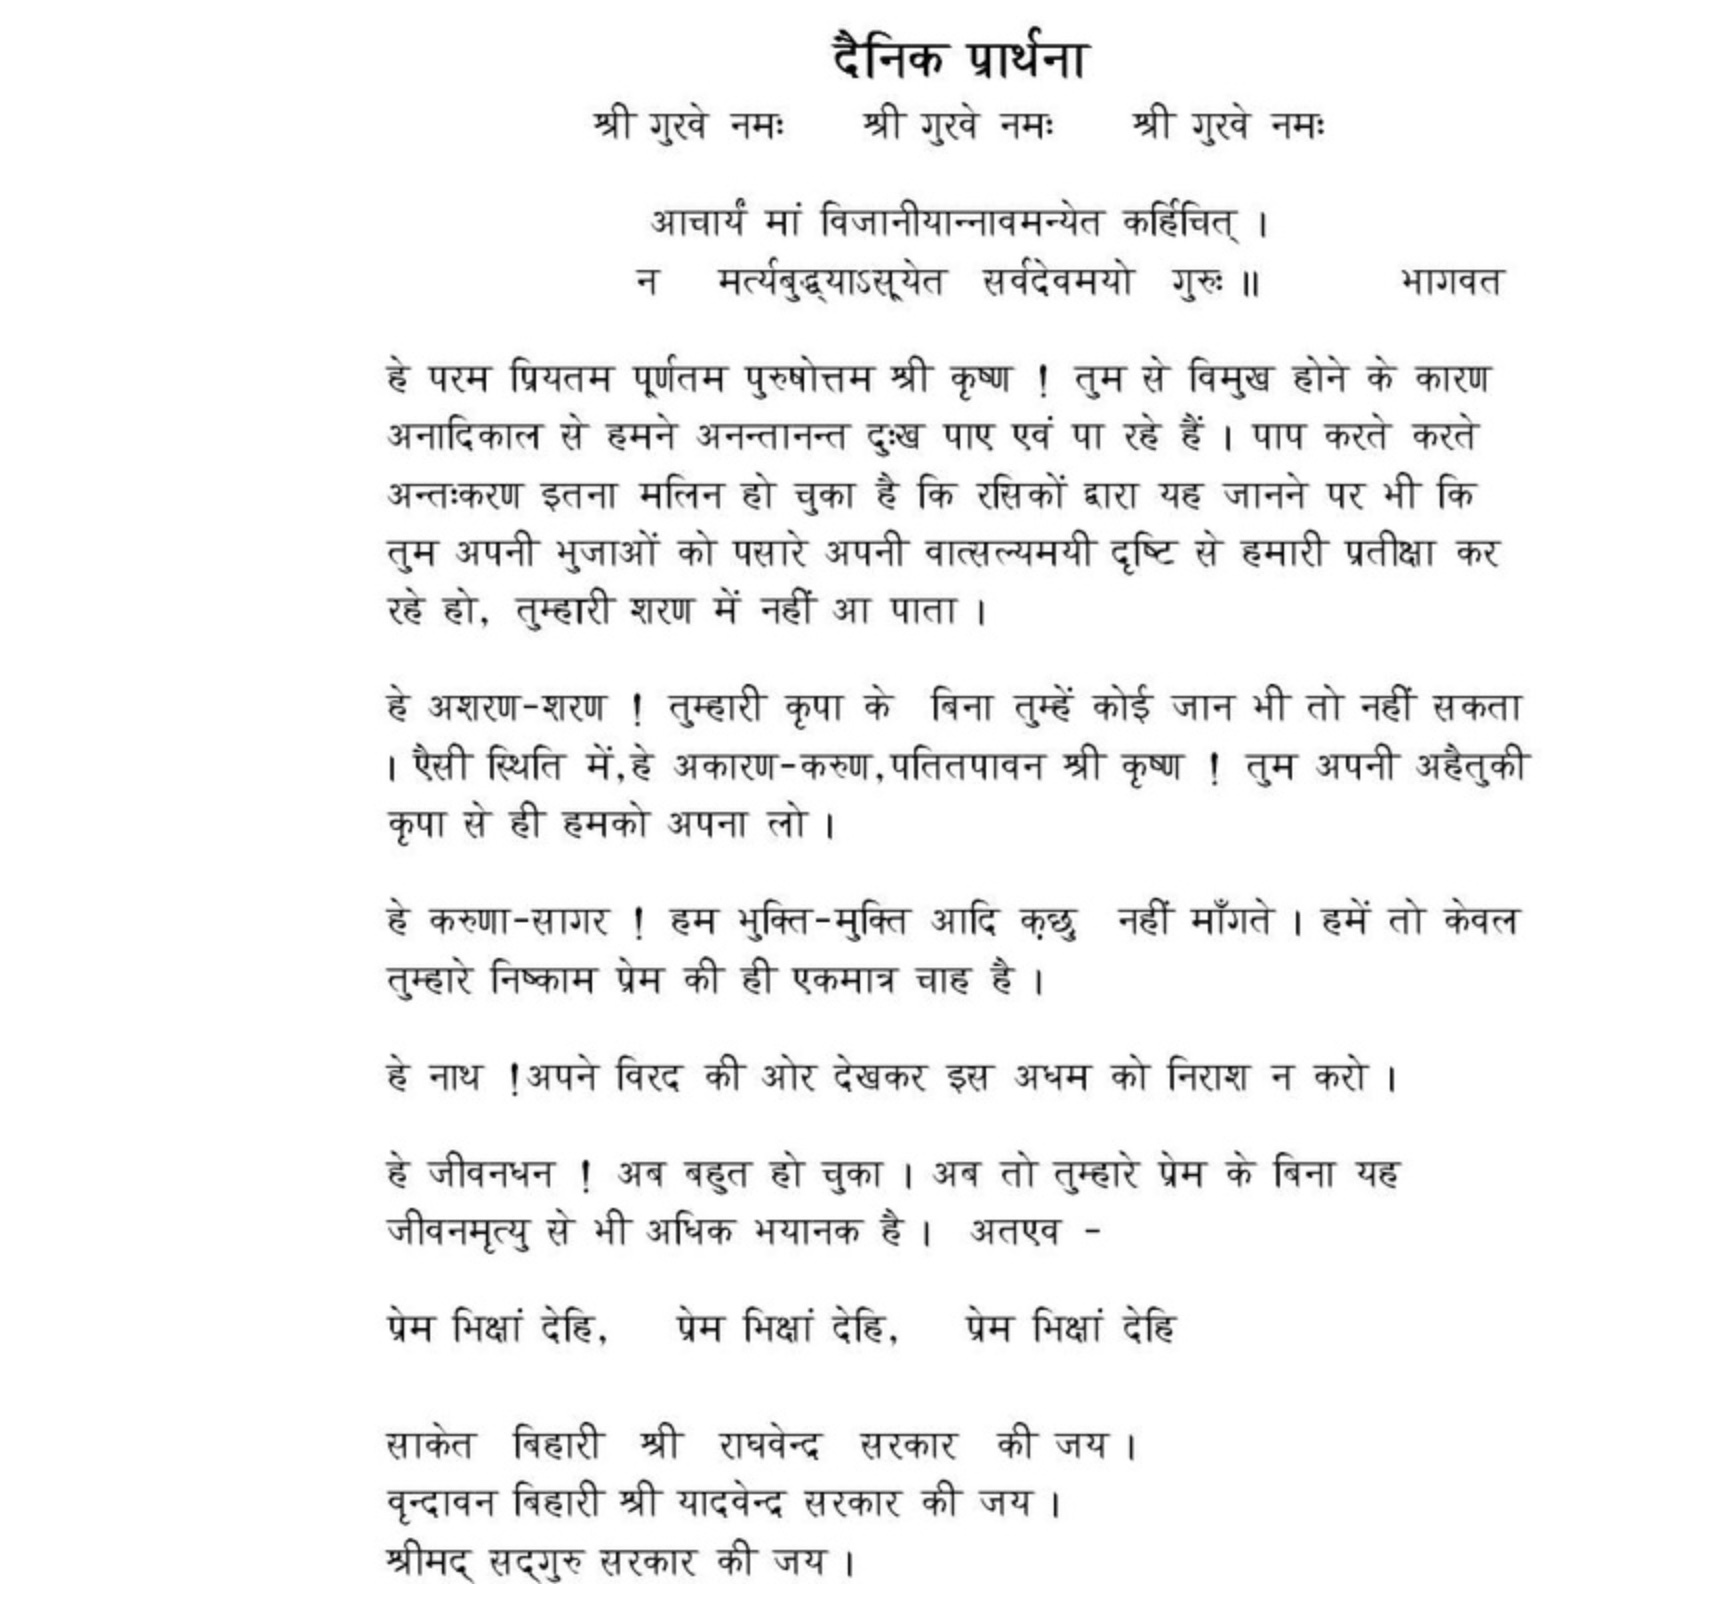 दैनिक प्रार्थना
श्री गुरवे नमः श्री गुरवे नमः श्री गुरवे नमः
आचार्यं मां विजानीयान्नावमन्येत कर्हिचित् ।
न मर्त्यबुद्ध्याऽसूयेत सर्वदेवमयो गुरुः ॥ भागवत
हे परम प्रियतम पूर्णतम पुरुषोत्तम श्री कृष्ण ! तुम से विमुख होने के कारण
अनादिकाल से हमने अनन्तानन्त दुःख पाए एवं पा रहे हैं । पाप करते करते
अन्तःकरण इतना मलिन हो चुका है कि रसिकों द्वारा यह जानने पर भी कि
तुम अपनी भुजाओं को पसारे अपनी वात्सल्यमयी दृष्टि से हमारी प्रतीक्षा कर
रहे हो, तुम्हारी शरण में नहीं आ पाता ।
हे अशरण-शरण ! तुम्हारी कृपा के बिना तुम्हें कोई जान भी तो नहीं सकता
। ऐैसी स्थिति में,हे अकारण-करुण,पतितपावन श्री कृष्ण ! तुम अपनी अहैतुकी
कृपा से ही हमको अपना लो ।
हे करुणा-सागर ! हम भुक्ति-मुक्ति आदि क़छु नहीं माँगते । हमें तो केवल
तुम्हारे निष्काम प्रेम की ही एकमात्र चाह है ।
हे नाथ !अपने विरद की ओर देखकर इस अधम को निराश न करो ।
हे जीवनधन ! अब बहुत हो चुका । अब तो तुम्हारे प्रेम के बिना यह
जीवनमृत्यु से भी अधिक भयानक है । अतएव -
प्रेम भिक्षां देहि, प्रेम भिक्षां देहि, प्रेम भिक्षां देहि
साकेत बिहारी श्री राघवेन्द्र सरकार की जय ।
वृन्दावन बिहारी श्री यादवेन्द्र सरकार की जय ।
श्रीमद् सद्‌गुरु सरकार की जय ।